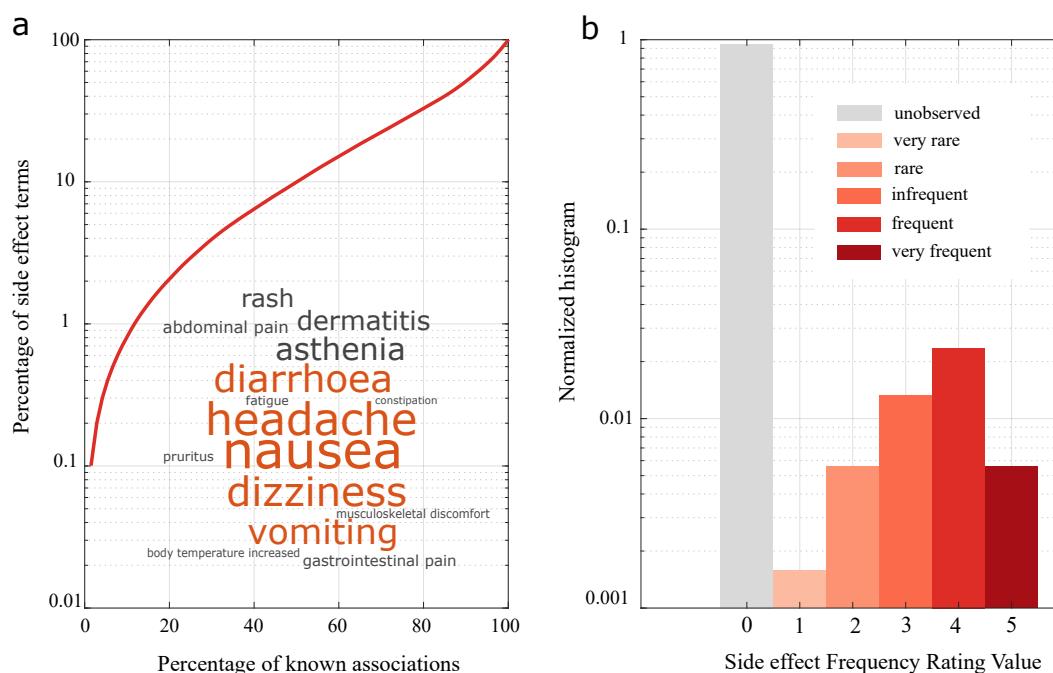 a
Percentage of side effect terms
100
10
1
0.1
0.01
rash
abdominal pain
dermatitis
asthenia
diarrhoea
fatigue
constipation
headache
nausea
pruritus
dizziness
musculoskeletal discomfort
vomiting
body temperature increased
gastrointestinal pain
0 20 40 60 80 100
Percentage of known associations
b
Normalized histogram
1
0.1
0.01
0.001
unobserved
very rare
rare
infrequent
frequent
very frequent
0 1 2 3 4 5
Side effect Frequency Rating Value